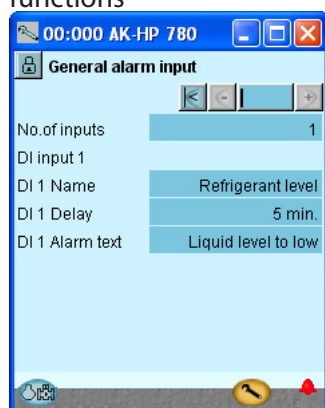 functions
00:000 AK-HP 780
General alarm input
No.of inputs 1
DI input 1
DI 1 Name Refrigerant level
DI 1 Delay 5 min.
DI 1 Alarm text Liquid level to low